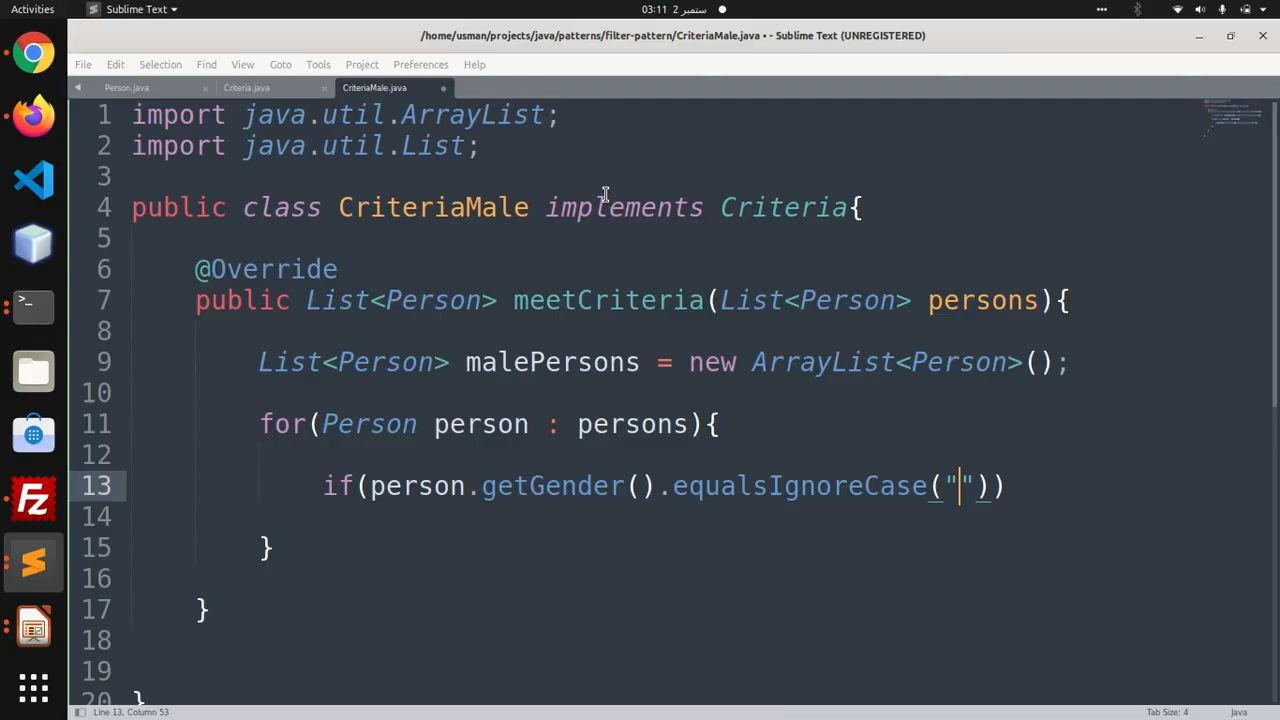 Activities
Sublime Text
03:11 2 ستمبر
/home/usman/projects/java/patterns/filter-pattern/CriteriaMale.java • - Sublime Text (UNREGISTERED)
File Edit Selection Find View Goto Tools Project Preferences Help
Person.java × Criteria.java × CriteriaMale.java
1 import java.util.ArrayList;
2 import java.util.List;
3
4 public class CriteriaMale implements Criteria{
5
6 @Override
7 public List<Person> meetCriteria(List<Person> persons){
8
9 List<Person> malePersons = new ArrayList<Person>();
10
11 for(Person person : persons){
12
13 if(person.getGender().equalsIgnoreCase(""))
14
15 }
16
17 }
18
19
20 }
Line 13, Column 53
Tab Size: 4
Java